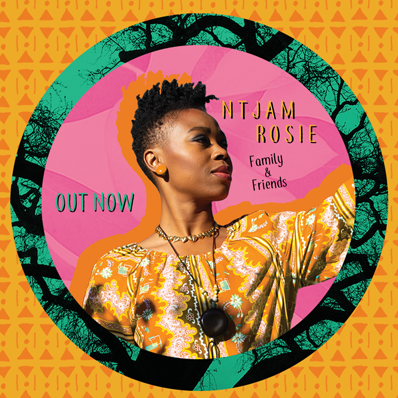 NTJAM
ROSIE
Family
&
Friends
OUT NOW